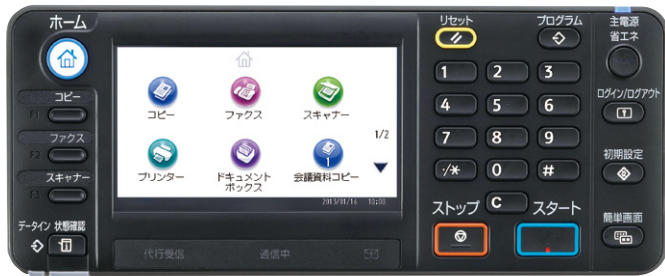 ホーム
リセット
プログラム
主電源
省エネ
コピー
F1
ファクス
F2
スキャナー
F3
データイン 状態確認
コピー
ファクス
スキャナー
1/2
プリンター
ドキュメント
ボックス
1
会議資料コピー
2013/01/16 10:00
代行受信
通信中
1 2 3
4 5 6
7 8 9
・/* 0 #
C
ストップ
スタート
ログイン/ログアウト
初期設定
簡単画面